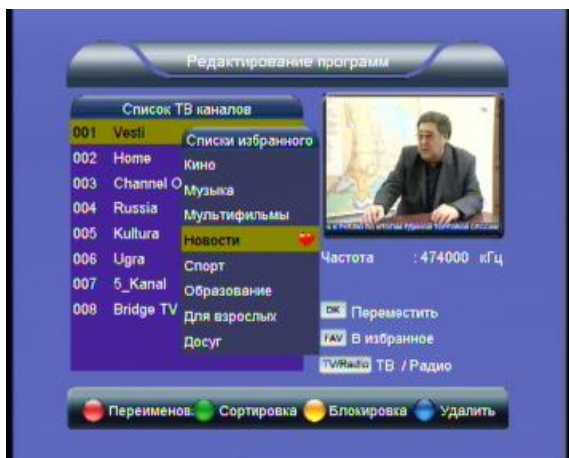 Редактирование программ
Список ТВ каналов
001 Vesti
002 Home
003 Channel O
004 Russia
005 Kultura
006 Ugra
007 5_Kanal
008 Bridge TV
Списки избранного
Кино
Музыка
Мультифильмы
Новости
Спорт
Образование
Для взрослых
Досуг
Частота :474000 кГц
OK Переместить
FAV В избранное
TV/Radio ТВ / Радио
Переименов. Сортировка Блокировка Удалить